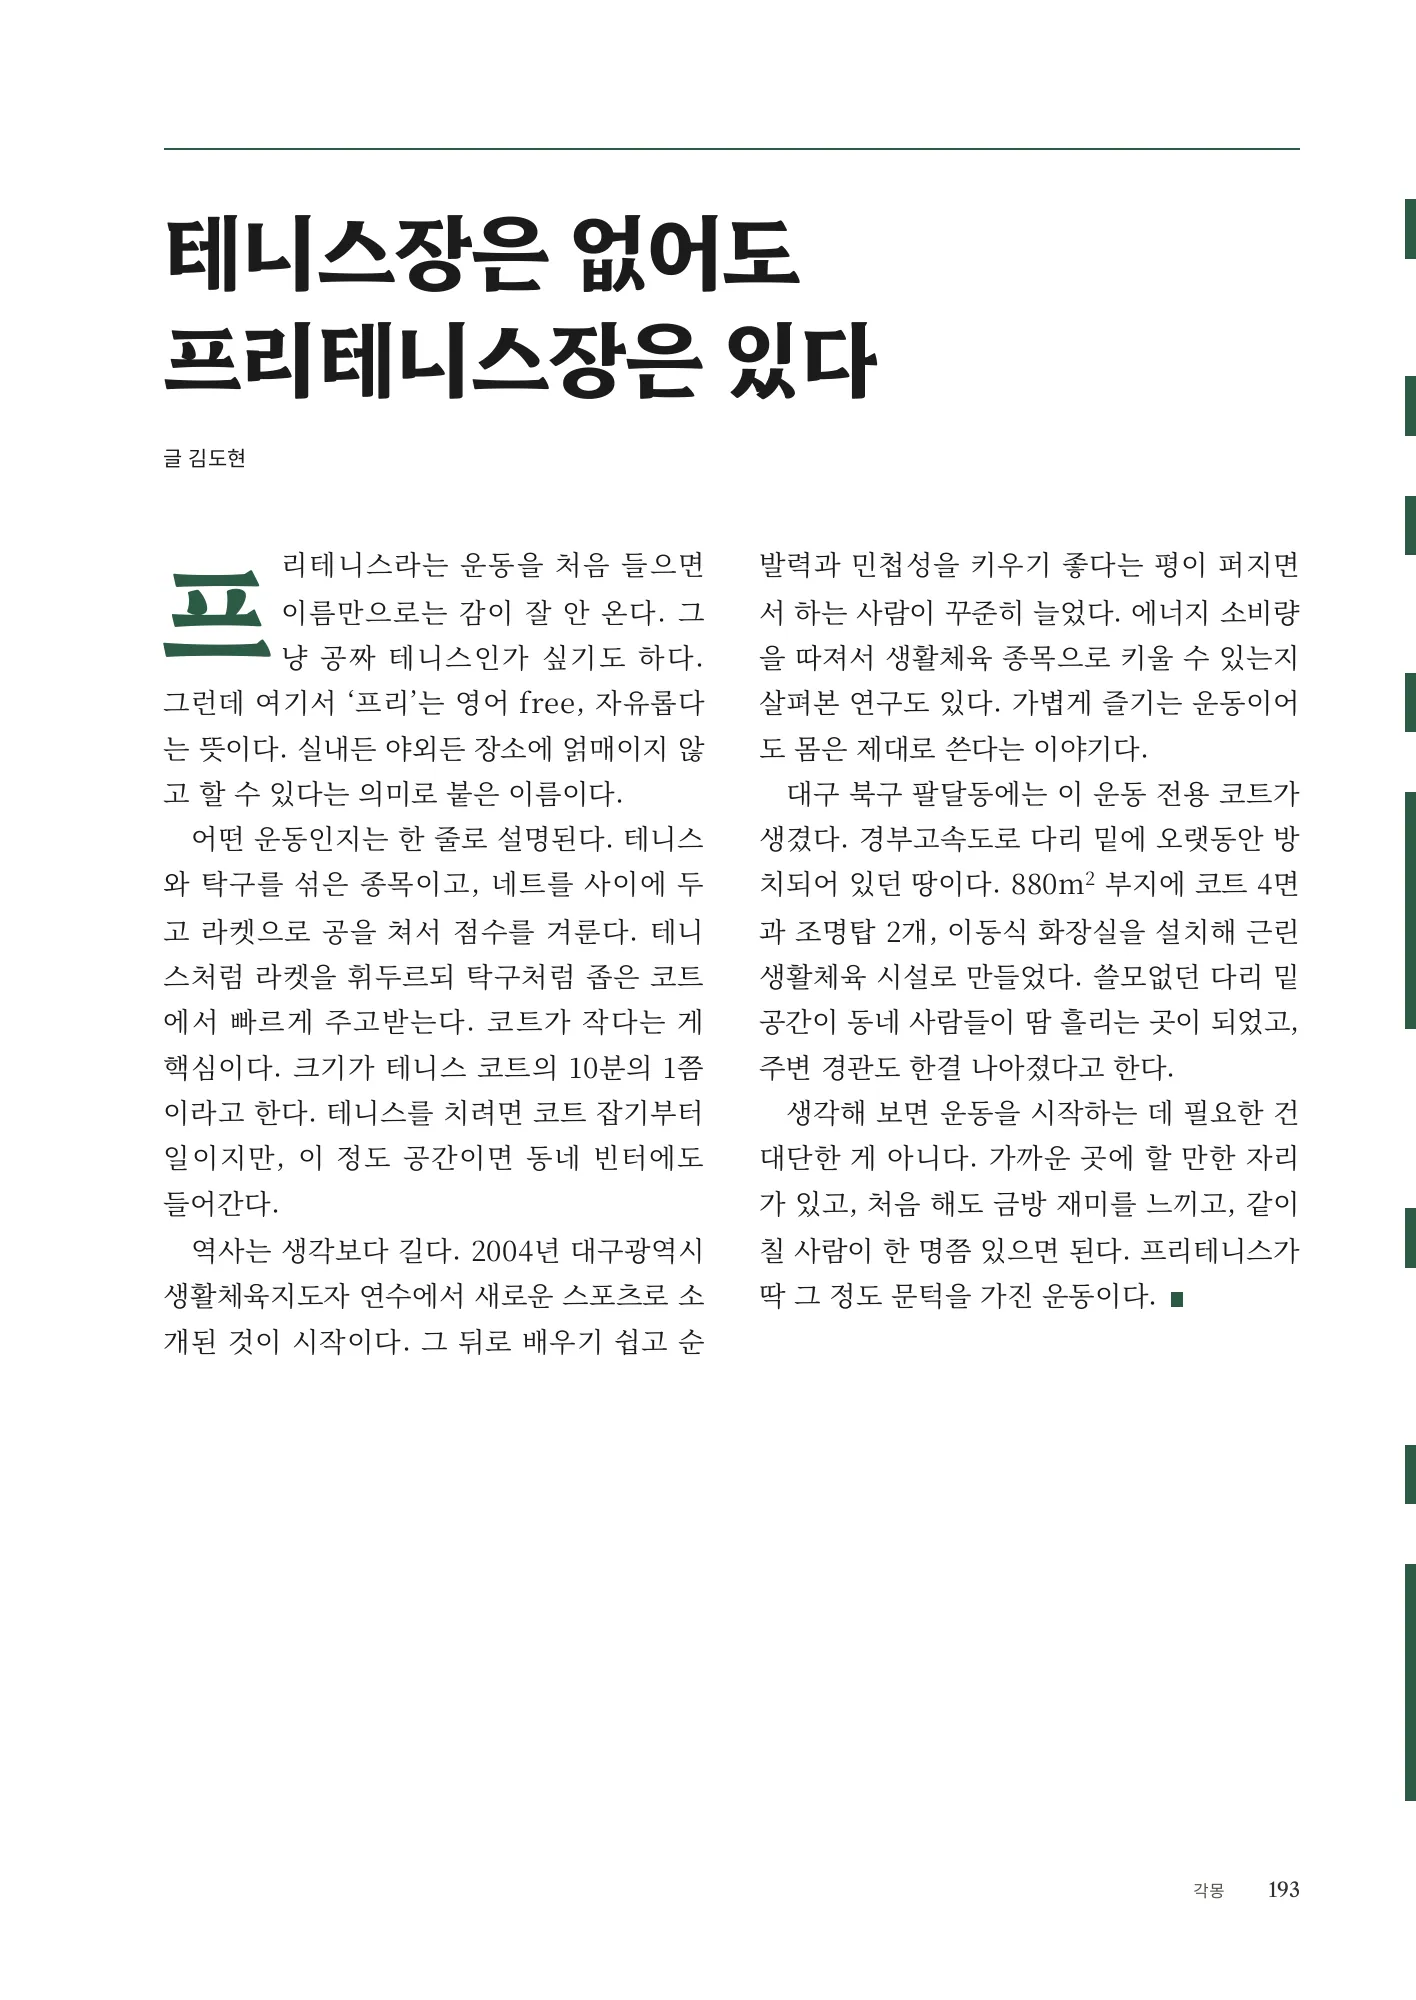 테니스장은 없어도
프리테니스장은 있다
글 김도현
프리테니스라는 운동을 처음 들으면
이름만으로는 감이 잘 안 온다. 그
냥 공짜 테니스인가 싶기도 하다.
그런데 여기서 ‘프리’는 영어 free, 자유롭다
는 뜻이다. 실내든 야외든 장소에 얽매이지 않
고 할 수 있다는 의미로 붙은 이름이다.
어떤 운동인지는 한 줄로 설명된다. 테니스
와 탁구를 섞은 종목이고, 네트를 사이에 두
고 라켓으로 공을 쳐서 점수를 겨룬다. 테니
스처럼 라켓을 휘두르되 탁구처럼 좁은 코트
에서 빠르게 주고받는다. 코트가 작다는 게
핵심이다. 크기가 테니스 코트의 10분의 1쯤
이라고 한다. 테니스를 치려면 코트 잡기부터
일이지만, 이 정도 공간이면 동네 빈터에도
들어간다.
역사는 생각보다 길다. 2004년 대구광역시
생활체육지도자 연수에서 새로운 스포츠로 소
개된 것이 시작이다. 그 뒤로 배우기 쉽고 순
발력과 민첩성을 키우기 좋다는 평이 퍼지면
서 하는 사람이 꾸준히 늘었다. 에너지 소비량
을 따져서 생활체육 종목으로 키울 수 있는지
살펴본 연구도 있다. 가볍게 즐기는 운동이어
도 몸은 제대로 쓴다는 이야기다.
대구 북구 팔달동에는 이 운동 전용 코트가
생겼다. 경부고속도로 다리 밑에 오랫동안 방
치되어 있던 땅이다. 880m² 부지에 코트 4면
과 조명탑 2개, 이동식 화장실을 설치해 근린
생활체육 시설로 만들었다. 쓸모없던 다리 밑
공간이 동네 사람들이 땀 흘리는 곳이 되었고,
주변 경관도 한결 나아졌다고 한다.
생각해 보면 운동을 시작하는 데 필요한 건
대단한 게 아니다. 가까운 곳에 할 만한 자리
가 있고, 처음 해도 금방 재미를 느끼고, 같이
칠 사람이 한 명쯤 있으면 된다. 프리테니스가
딱 그 정도 문턱을 가진 운동이다. ■
각몽 193